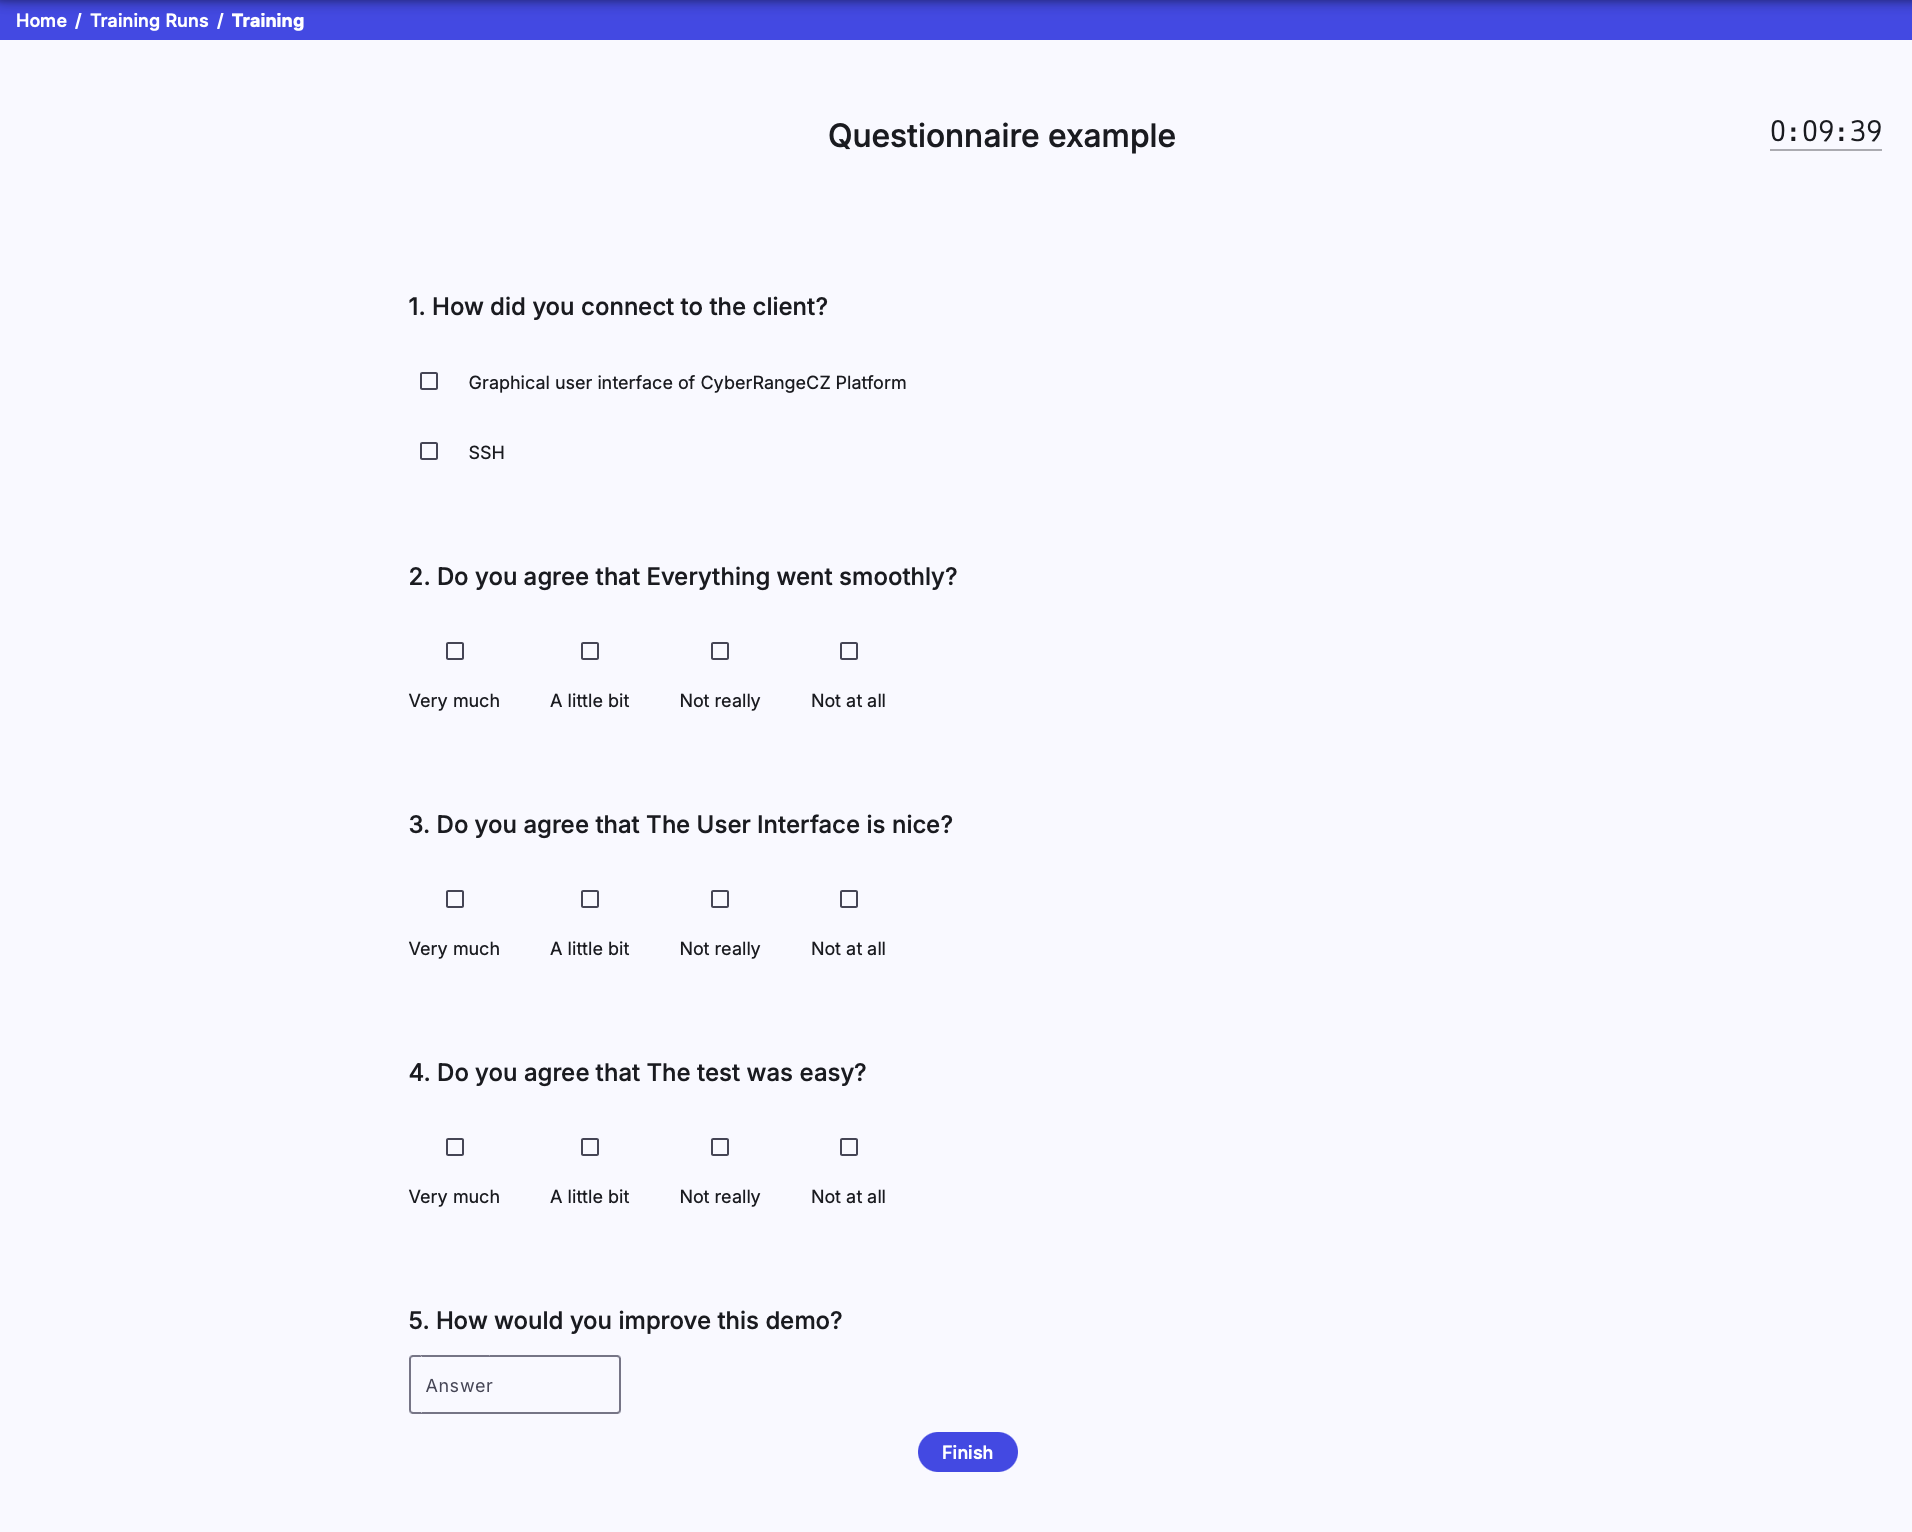 Home / Training Runs / Training
Questionnaire example
0:09:39
1. How did you connect to the client?
Graphical user interface of CyberRangeCZ Platform
SSH
2. Do you agree that Everything went smoothly?
Very much A little bit Not really Not at all
3. Do you agree that The User Interface is nice?
Very much A little bit Not really Not at all
4. Do you agree that The test was easy?
Very much A little bit Not really Not at all
5. How would you improve this demo?
Answer
Finish